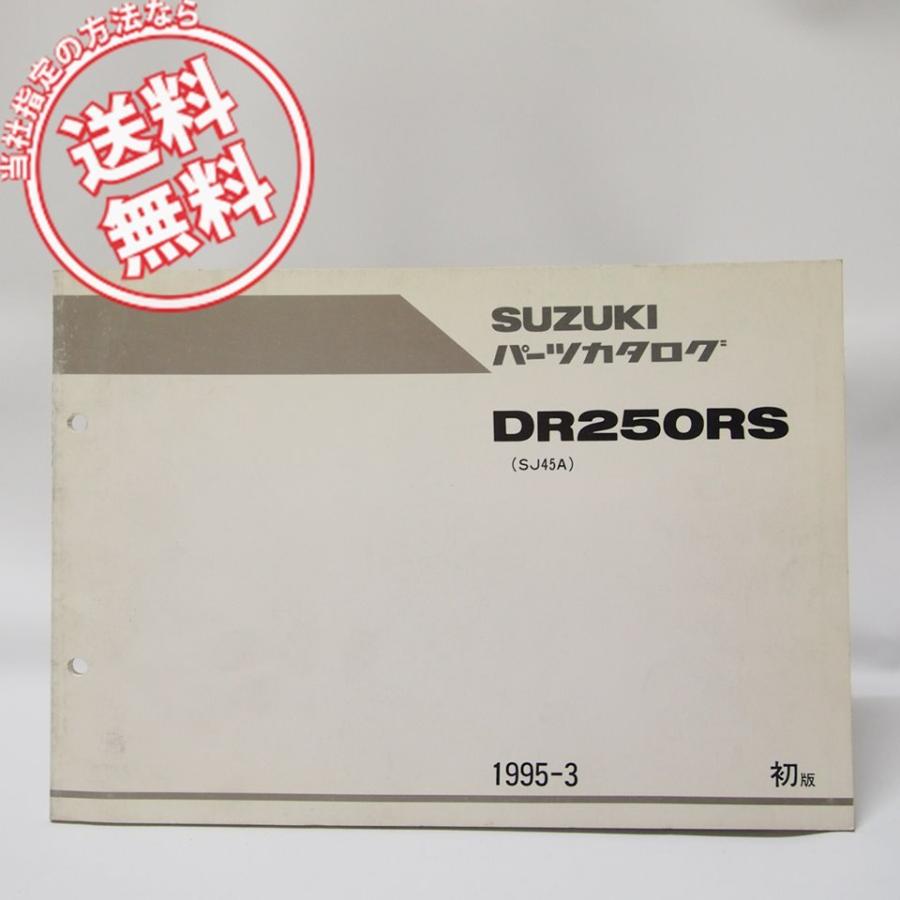 当社指定の方法なら
送料
無料
SUZUKI
パーツカタログ
DR250RS
(SJ45A)
1995-3
初版